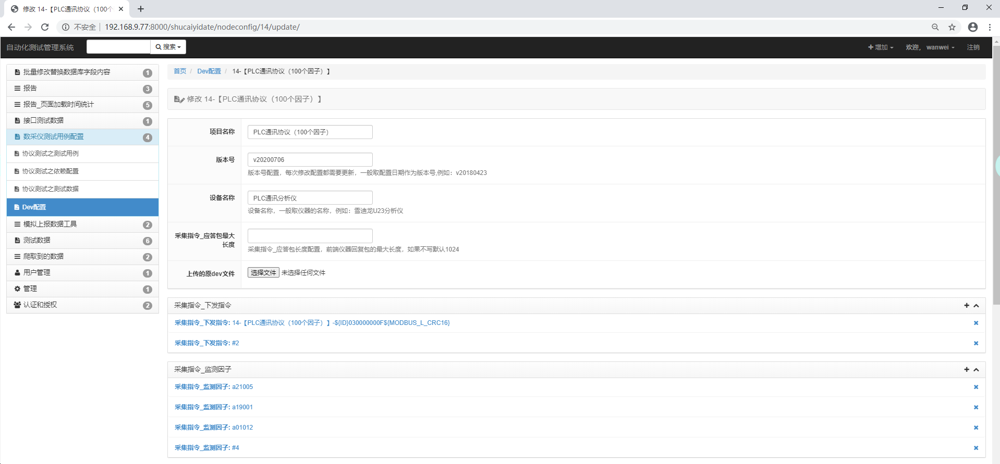 修改 14-【PLC通讯协议（100个
不安全
192.168.9.77:8000/shucaiyidate/nodeconfig/14/update/
自动化测试管理系统
搜索
增加
欢迎， wanwei
注销
批量修改替换数据库字段内容 1
报告 3
报告_页面加载时间统计 5
接口测试数据 1
数采仪测试用例配置 4
协议测试之测试用例
协议测试之依赖配置
协议测试之测试数据
Dev配置
模拟上报数据工具 2
测试数据 6
爬取到的数据 2
用户管理 1
管理 1
认证和授权 2
首页 / Dev配置 / 14-【PLC通讯协议（100个因子）】
修改 14-【PLC通讯协议（100个因子）】
项目名称 PLC通讯协议（100个因子）
版本号 v20200706
版本号配置，每次修改配置都需要更新，一般取配置日期作为版本号,例如：v20180423
设备名称 PLC通讯分析仪
设备名称，一般取仪器的名称，例如：雪迪龙U23分析仪
采集指令_应答包最大
长度
采集指令_应答包长度配置，前端仪器回复包的最大长度，如果不写默认1024
上传的原dev文件 选择文件 未选择任何文件
采集指令_下发指令
采集指令_下发指令: 14-【PLC通讯协议（100个因子）】-${ID}030000000F${MODBUS_L_CRC16}
采集指令_下发指令: #2
采集指令_监测因子
采集指令_监测因子: a21005
采集指令_监测因子: a19001
采集指令_监测因子: a01012
采集指令_监测因子: #4